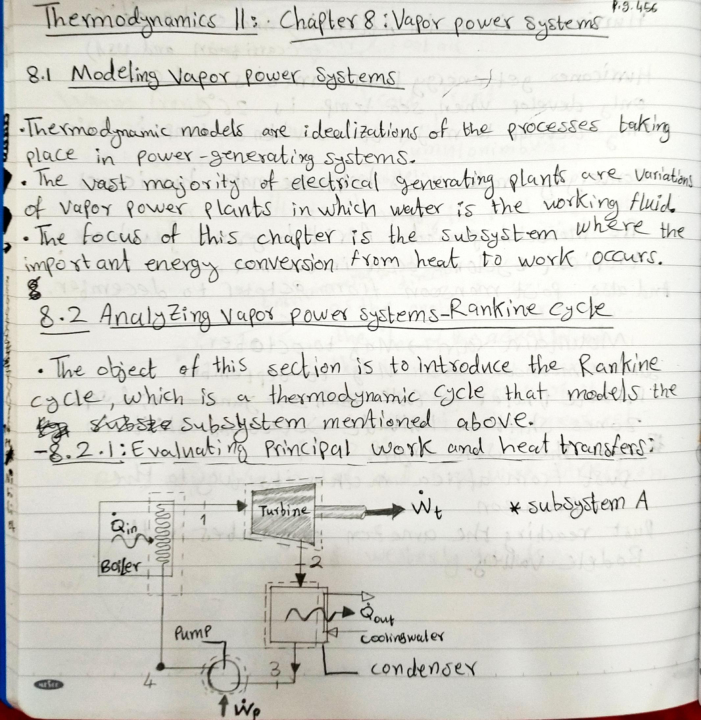 P.g. 456
Thermodynamics II: Chapter 8: Vapor power systems
8.1 Modeling Vapor power Systems
• Thermodynamic models are idealizations of the processes taking
place in power-generating systems.
• The vast majority of electrical generating plants are variations
of vapor power plants in which water is the working fluid.
• The focus of this chapter is the subsystem where the
important energy conversion from heat to work occurs.
8.2 Analyzing vapor power systems-Rankine cycle
• The object of this section is to introduce the Rankine
cycle, which is a thermodynamic cycle that models the
subsystem mentioned above.
-8.2.1: Evaluating Principal work and heat transfers:
Turbine
Ẇt
* subsystem A
1
Q̇in
Boiler
2
Q̇out
Cooling water
Pump
condenser
3
4
Ẇp